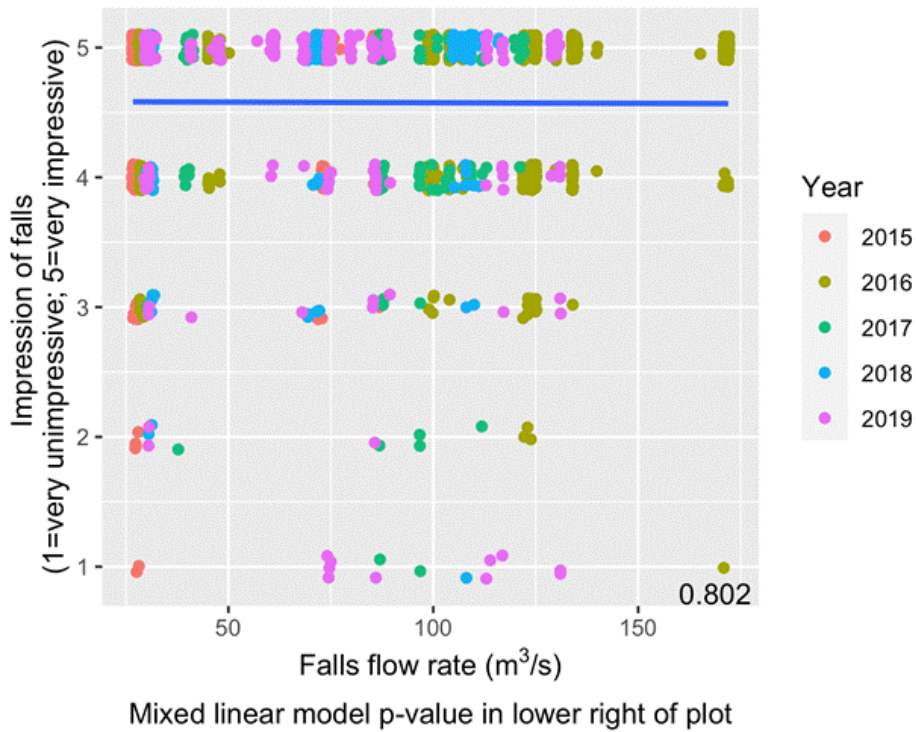 Impression of falls
(1=very unimpressive; 5=very impressive)
5
4
3
2
1
0.802
50
100
150
Falls flow rate (m³/s)
Mixed linear model p-value in lower right of plot
Year
2015
2016
2017
2018
2019